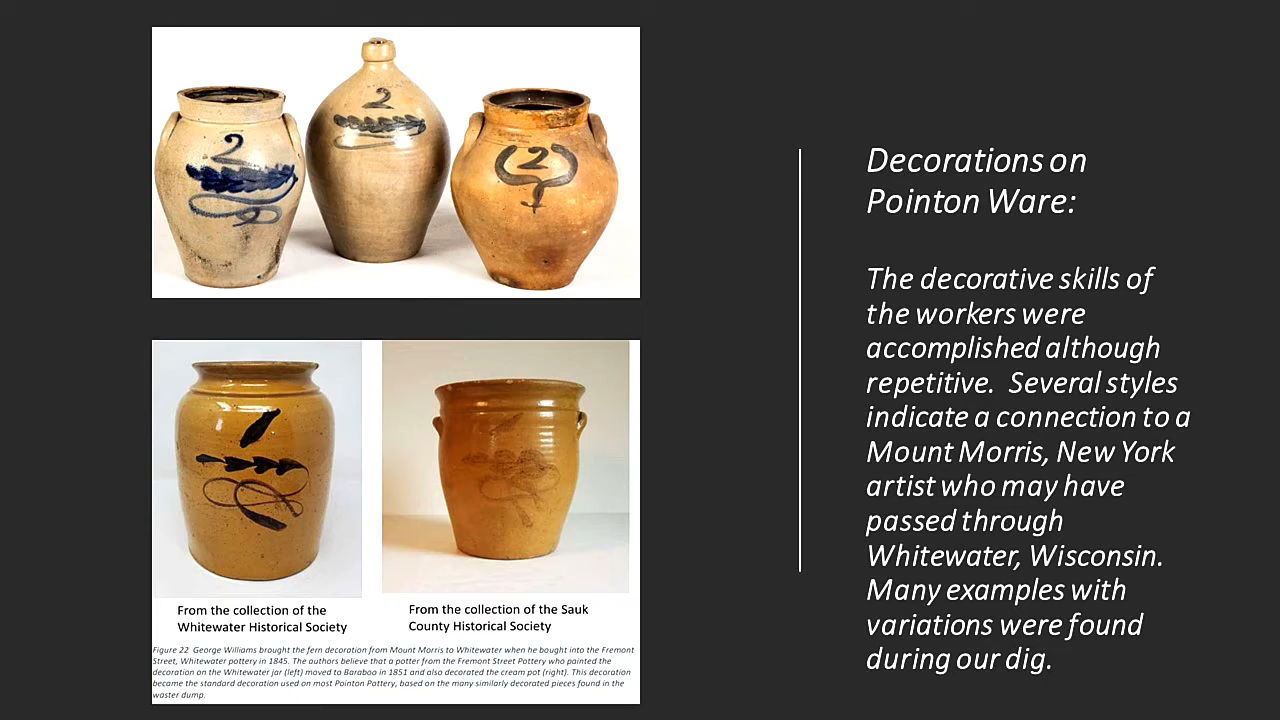 2
2
2
From the collection of the
Whitewater Historical Society
From the collection of the Sauk
County Historical Society
Figure 22 George Williams brought the fern decoration from Mount Morris to Whitewater when he bought into the Fremont
Street, Whitewater pottery in 1845. The authors believe that a potter from the Fremont Street Pottery who painted the
decoration on the Whitewater jar (left) moved to Baraboo in 1851 and also decorated the cream pot (right). This decoration
became the standard decoration used on most Pointon Pottery, based on the many similarly decorated pieces found in the
waster dump.
Decorations on
Pointon Ware:
The decorative skills of
the workers were
accomplished although
repetitive. Several styles
indicate a connection to a
Mount Morris, New York
artist who may have
passed through
Whitewater, Wisconsin.
Many examples with
variations were found
during our dig.